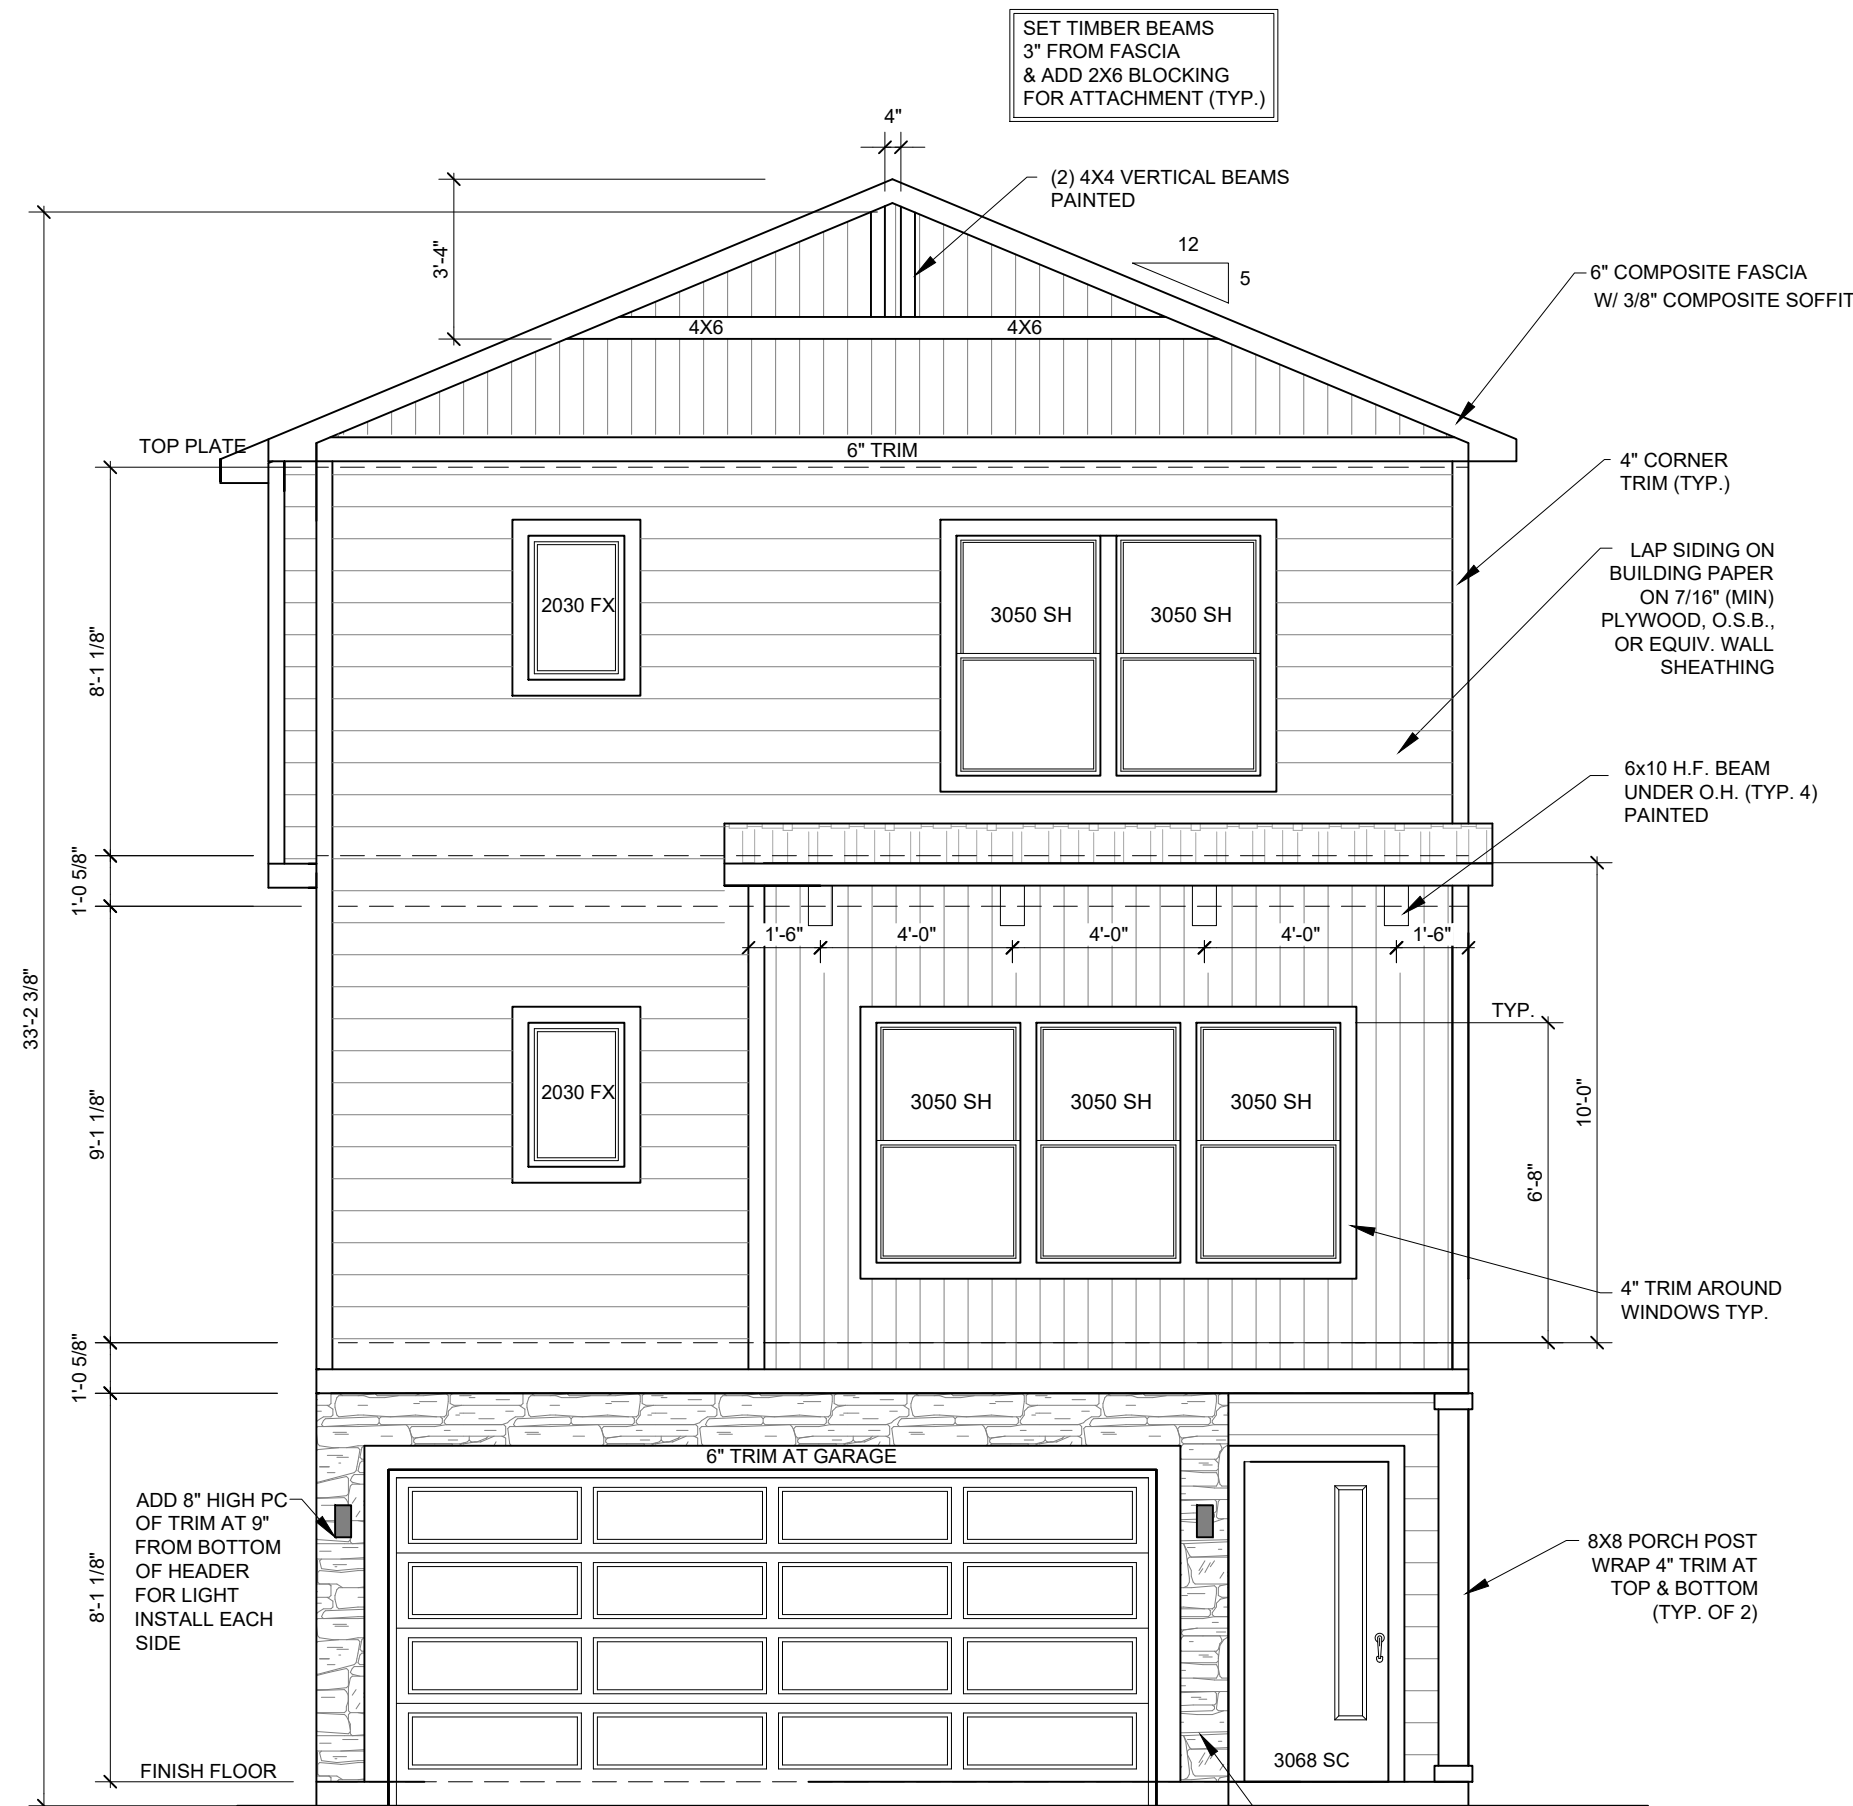 SET TIMBER BEAMS
3" FROM FASCIA
& ADD 2X6 BLOCKING
FOR ATTACHMENT (TYP.)
4"
(2) 4X4 VERTICAL BEAMS
PAINTED
3'-4"
12
5
6" COMPOSITE FASCIA
W/ 3/8" COMPOSITE SOFFIT
4X6
4X6
TOP PLATE
6" TRIM
4" CORNER
TRIM (TYP.)
LAP SIDING ON
BUILDING PAPER
ON 7/16" (MIN)
PLYWOOD, O.S.B.,
OR EQUIV. WALL
SHEATHING
2030 FX
3050 SH
3050 SH
8'-1 1/8"
6x10 H.F. BEAM
UNDER O.H. (TYP. 4)
PAINTED
1'-0 5/8"
1'-6"
4'-0"
4'-0"
4'-0"
1'-6"
33'-2 3/8"
TYP.
2030 FX
3050 SH
3050 SH
3050 SH
9'-1 1/8"
10'-0"
6'-8"
4" TRIM AROUND
WINDOWS TYP.
1'-0 5/8"
6" TRIM AT GARAGE
ADD 8" HIGH PC
OF TRIM AT 9"
FROM BOTTOM
OF HEADER
FOR LIGHT
INSTALL EACH
SIDE
8'-1 1/8"
8X8 PORCH POST
WRAP 4" TRIM AT
TOP & BOTTOM
(TYP. OF 2)
3068 SC
FINISH FLOOR